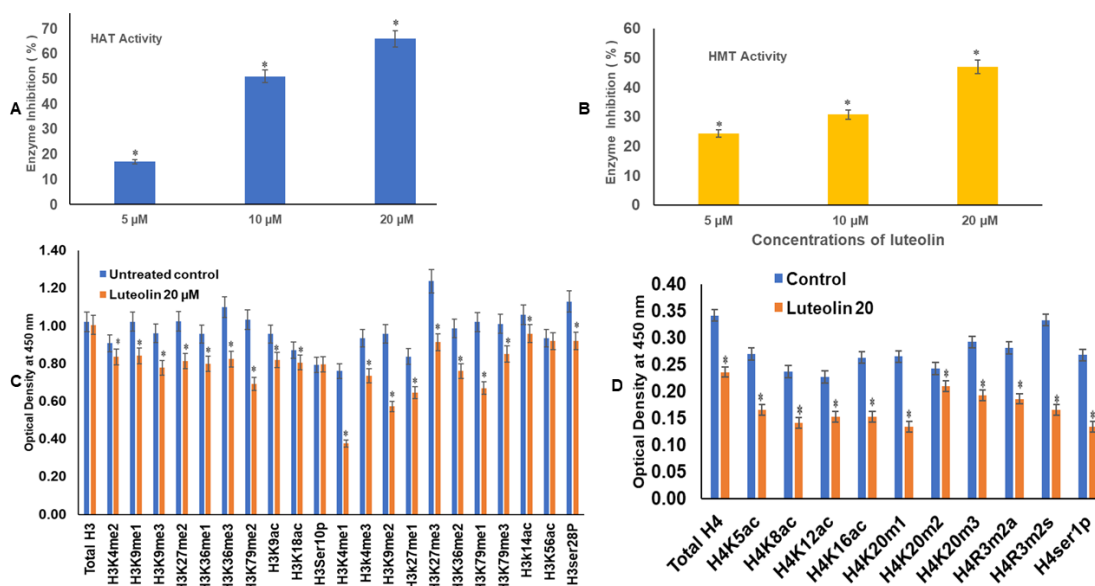 A
Enzyme Inhibition ( % )
70
60
50
40
30
20
10
0
HAT Activity
*
*
*
5 µM
10 µM
20 µM
B
Enzyme Inhibition ( % )
60
50
40
30
20
10
0
HMT Activity
*
*
*
5 µM
10 µM
20 µM
Concentrations of luteolin
C
Optical Density at 450 nm
1.40
1.20
1.00
0.80
0.60
0.40
0.20
0.00
Untreated control
Luteolin 20 µM
* * * * * * * * * * * * * * * * * * *
Total H3
H3K4me2
H3K9me1
H3K9me3
H3K27me2
H3K36me1
H3K36me3
H3K79me2
H3K9ac
H3K18ac
H3Ser10p
H3K4me1
H3K4me3
H3K9me2
H3K27me1
H3K27me3
H3K36me2
H3K79me1
H3K79me3
H3K14ac
H3K56ac
H3ser28P
D
Optical Density at 450 nm
0.40
0.35
0.30
0.25
0.20
0.15
0.10
0.05
0.00
Control
Luteolin 20
* * * * * * * * * * *
Total H4
H4K5ac
H4K8ac
H4K12ac
H4K16ac
H4K20m1
H4K20m2
H4K20m3
H4R3m2a
H4R3m2s
H4ser1p